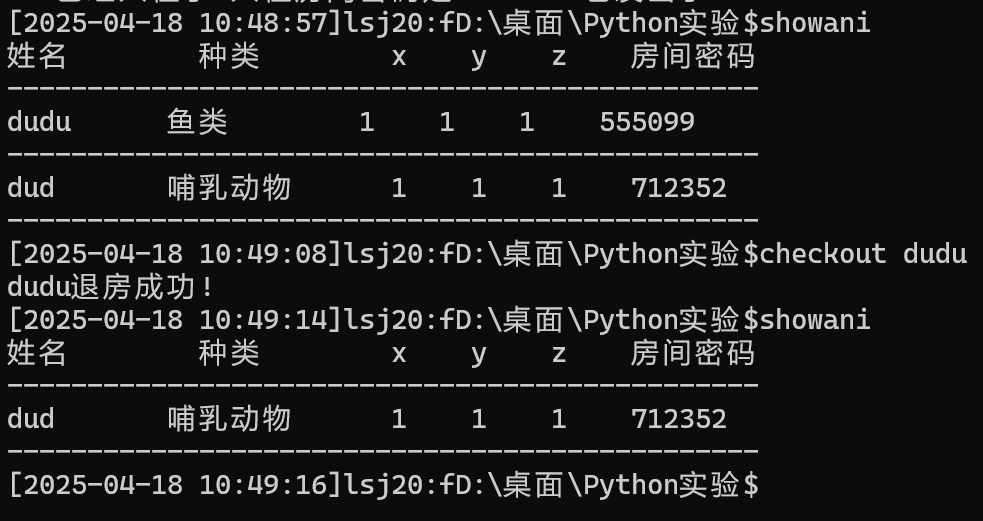 [2025-04-18 10:48:57]lsj20:fD:\桌面\Python实验$showani
姓名 种类 x y z 房间密码
-----------------------------------------------
dudu 鱼类 1 1 1 555099
-----------------------------------------------
dud 哺乳动物 1 1 1 712352
-----------------------------------------------
[2025-04-18 10:49:08]lsj20:fD:\桌面\Python实验$checkout dudu
dudu退房成功!
[2025-04-18 10:49:14]lsj20:fD:\桌面\Python实验$showani
姓名 种类 x y z 房间密码
-----------------------------------------------
dud 哺乳动物 1 1 1 712352
-----------------------------------------------
[2025-04-18 10:49:16]lsj20:fD:\桌面\Python实验$